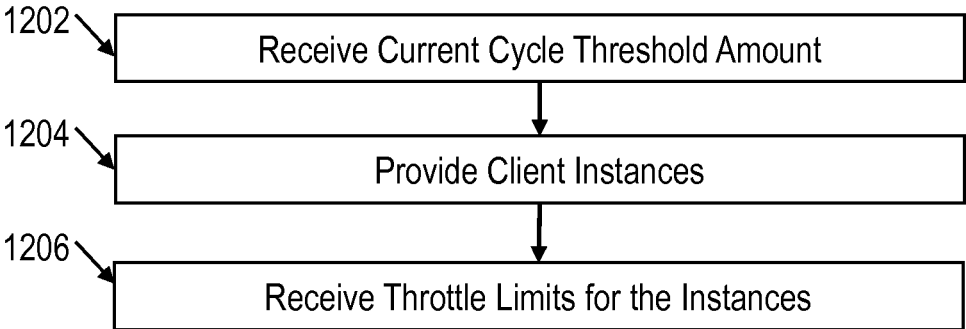 1202
Receive Current Cycle Threshold Amount
1204
Provide Client Instances
1206
Receive Throttle Limits for the Instances